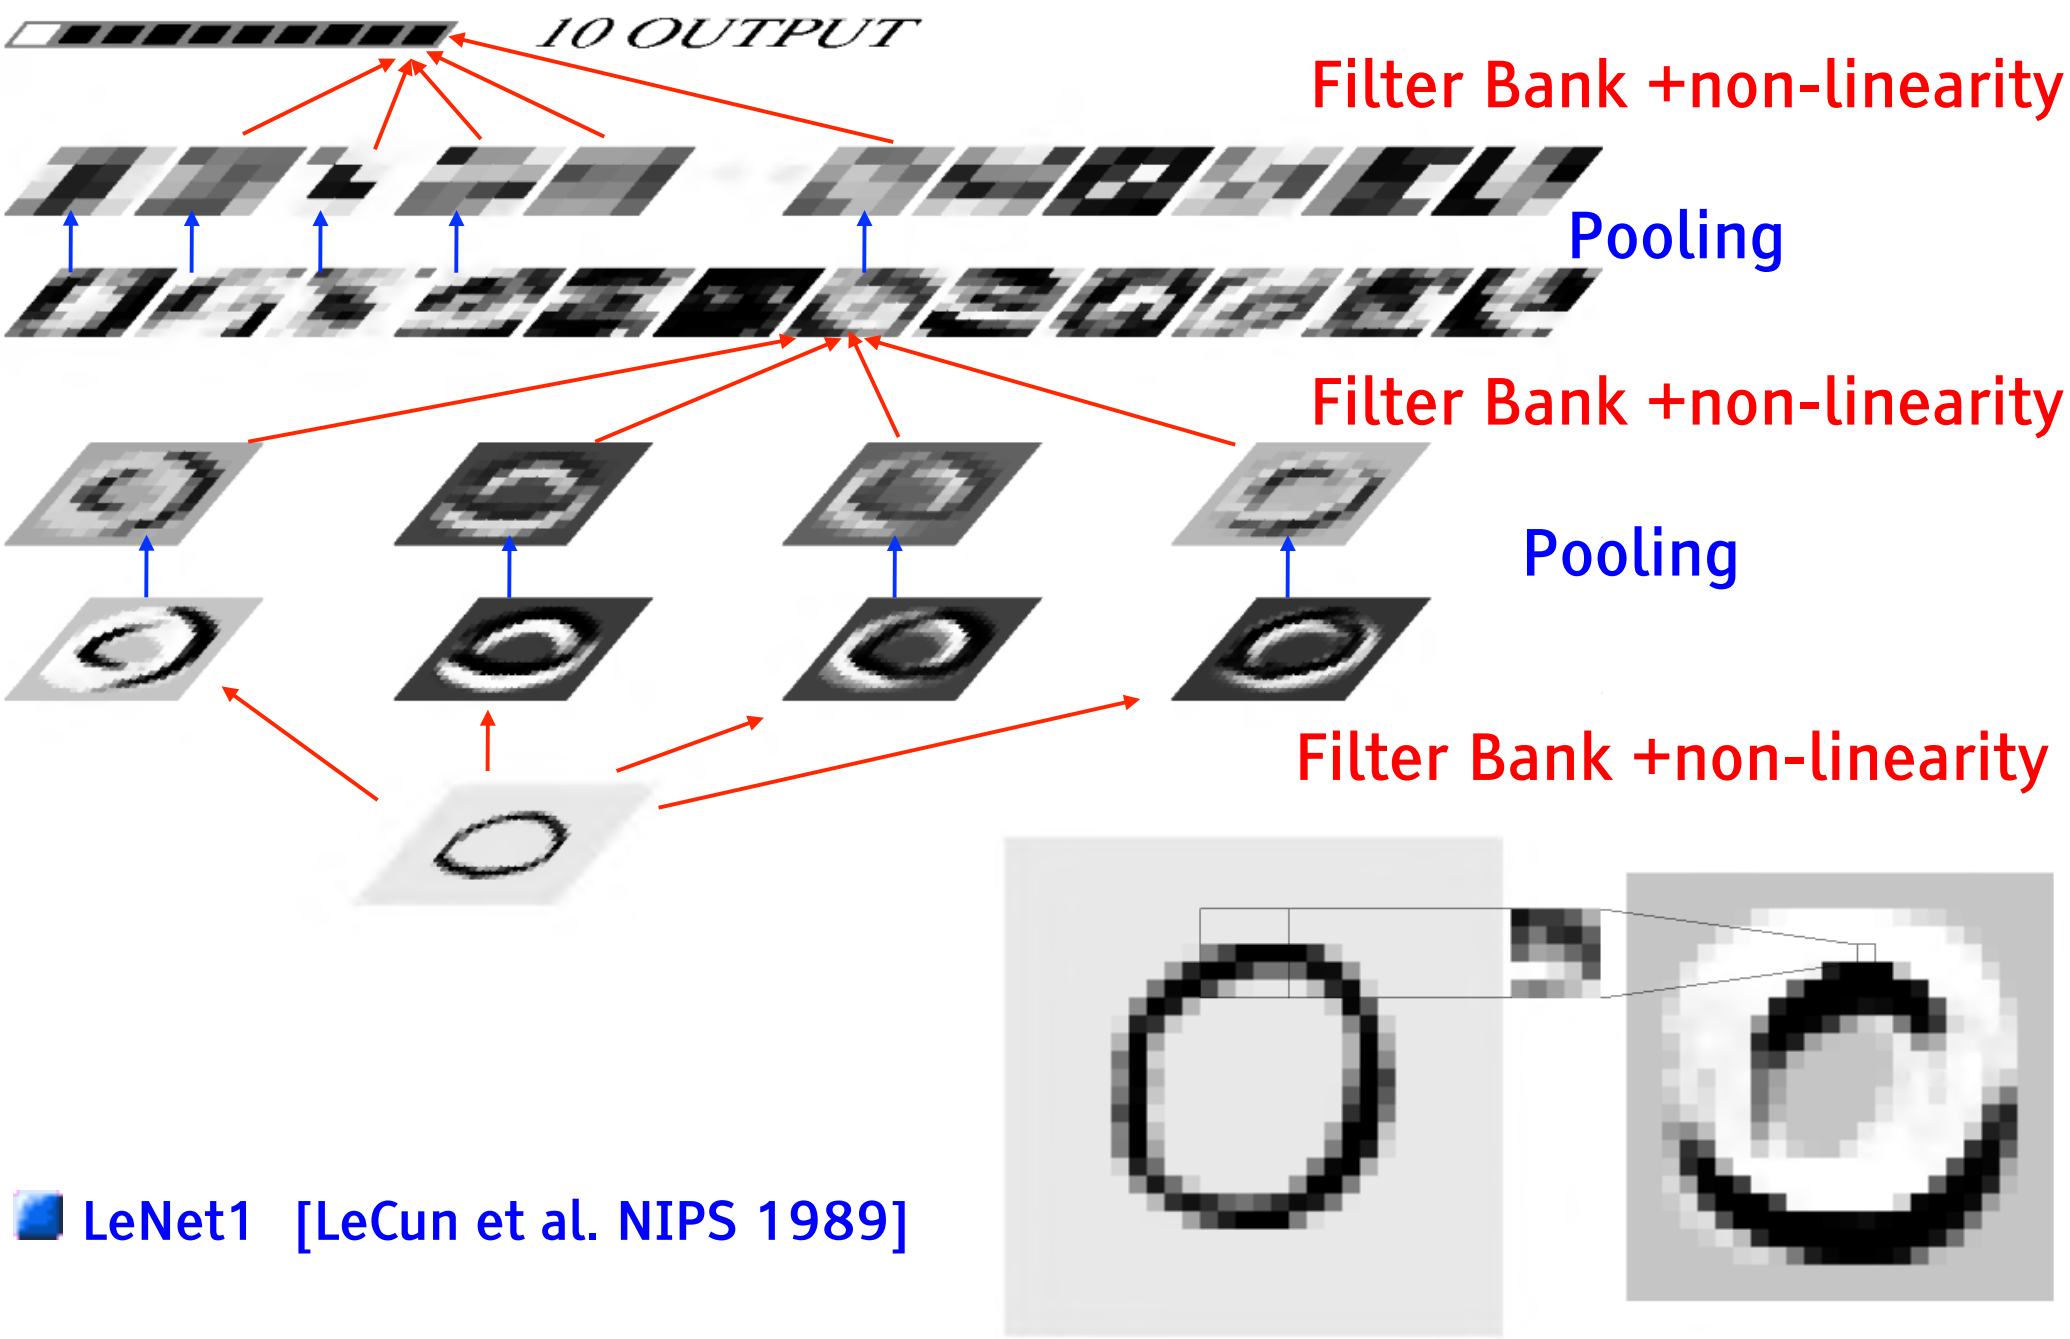 10 OUTPUT
Filter Bank +non-linearity
Pooling
Filter Bank +non-linearity
Pooling
Filter Bank +non-linearity
LeNet1 [LeCun et al. NIPS 1989]